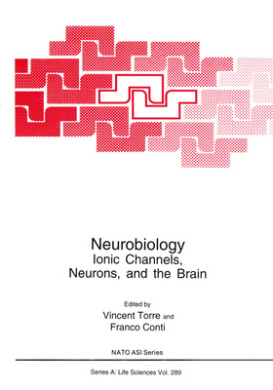 Neurobiology
Ionic Channels,
Neurons, and the Brain
Edited by
Vincent Torre and
Franco Conti
NATO ASI Series
Series A: Life Sciences Vol. 289